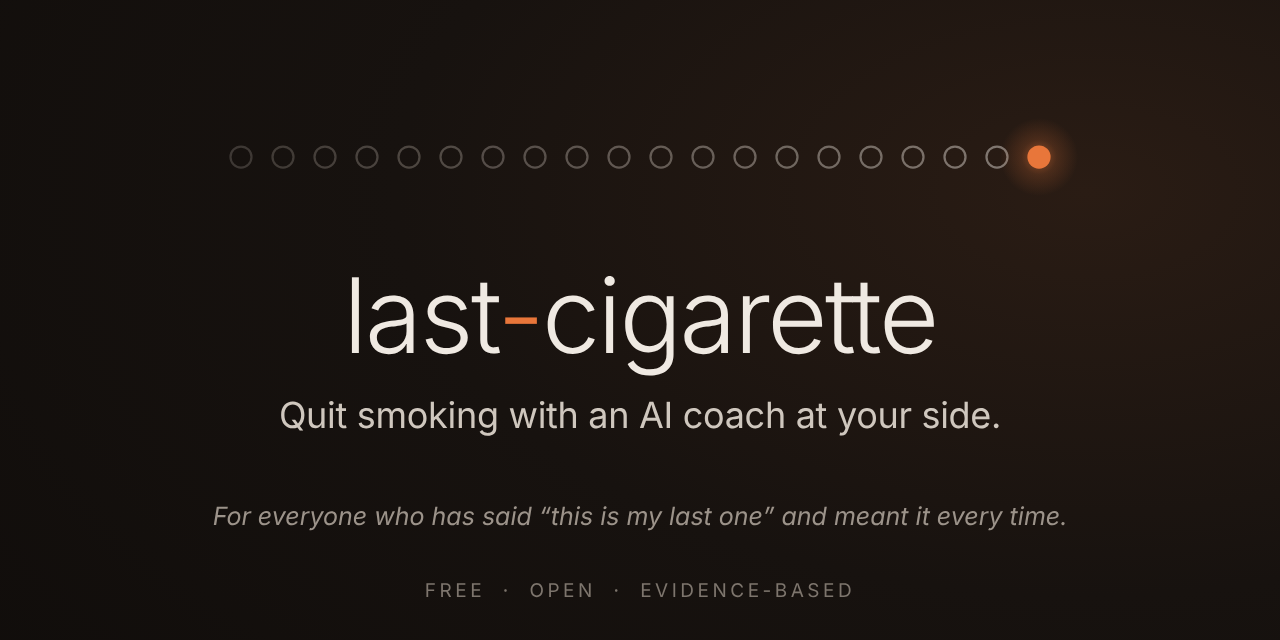 last-cigarette
Quit smoking with an AI coach at your side.
For everyone who has said “this is my last one” and meant it every time.
FREE · OPEN · EVIDENCE-BASED